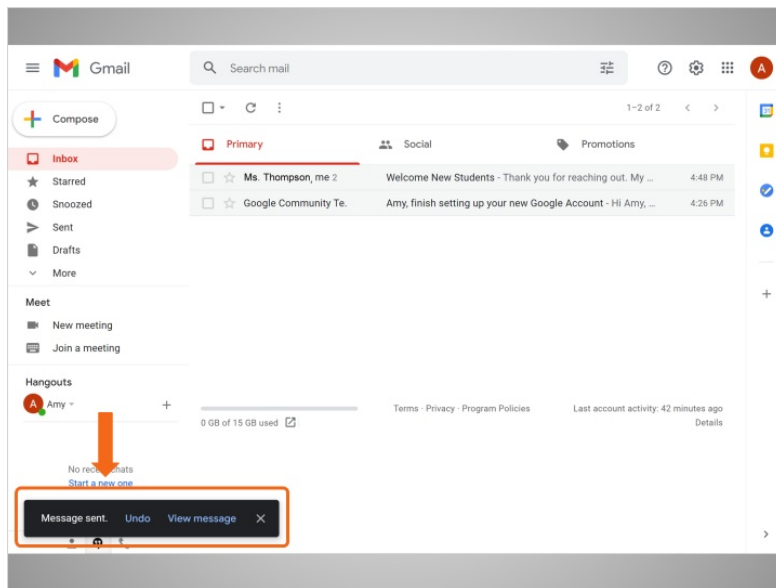 Gmail
Search mail
A
Compose
1–2 of 2
Primary
Social
Promotions
Inbox
Starred
Snoozed
Sent
Drafts
More
Ms. Thompson, me 2 Welcome New Students - Thank you for reaching out. My ... 4:48 PM
Google Community Te. Amy, finish setting up your new Google Account - Hi Amy, ... 4:26 PM
Meet
New meeting
Join a meeting
Hangouts
A Amy
No recent chats
Start a new one
0 GB of 15 GB used
Terms · Privacy · Program Policies
Last account activity: 42 minutes ago
Details
Message sent. Undo View message